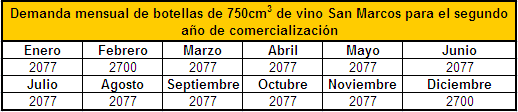 Demanda mensual de botellas de 750cm³ de vino San Marcos para el segundo
año de comercialización
Enero Febrero Marzo Abril Mayo Junio
2077 2700 2077 2077 2077 2077
Julio Agosto Septiembre Octubre Noviembre Diciembre
2077 2077 2077 2077 2077 2700